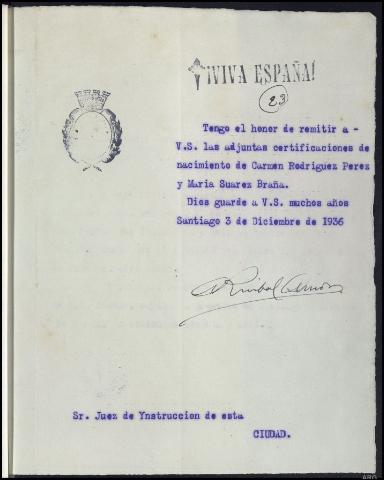 ¡VIVA ESPAÑA!
23
Tengo el honor de remitir a -
V.S. las adjuntas certificaciones de
nacimiento de Carmen Rodriguez Perez
y Maria Suarez Braña.
Dios guarde a V.S. muchos años
Santiago 3 de Diciembre de 1936
Sr. Juez de Ynstruccion de esta
CIUDAD.